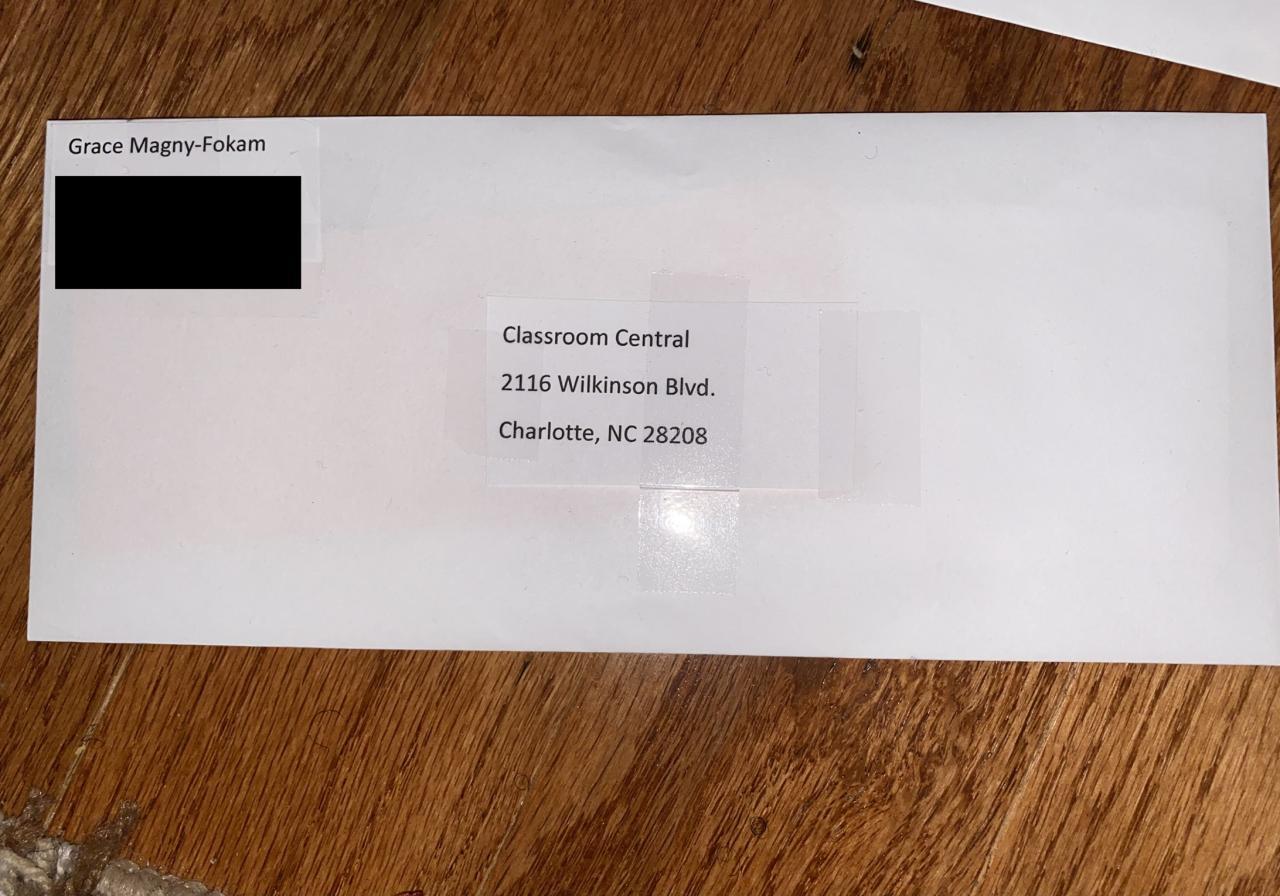 Grace Magny-Fokam
Classroom Central
2116 Wilkinson Blvd.
Charlotte, NC 28208